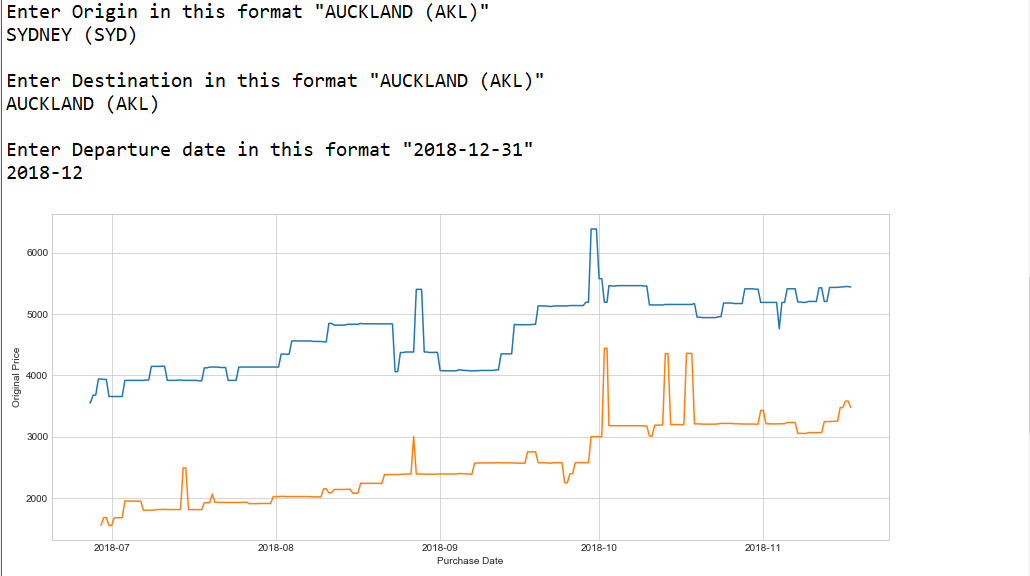 Enter Origin in this format "AUCKLAND (AKL)"
SYDNEY (SYD)
Enter Destination in this format "AUCKLAND (AKL)"
AUCKLAND (AKL)
Enter Departure date in this format "2018-12-31"
2018-12
6000
5000
4000
3000
2000
Original Price
2018-07 2018-08 2018-09 2018-10 2018-11
Purchase Date